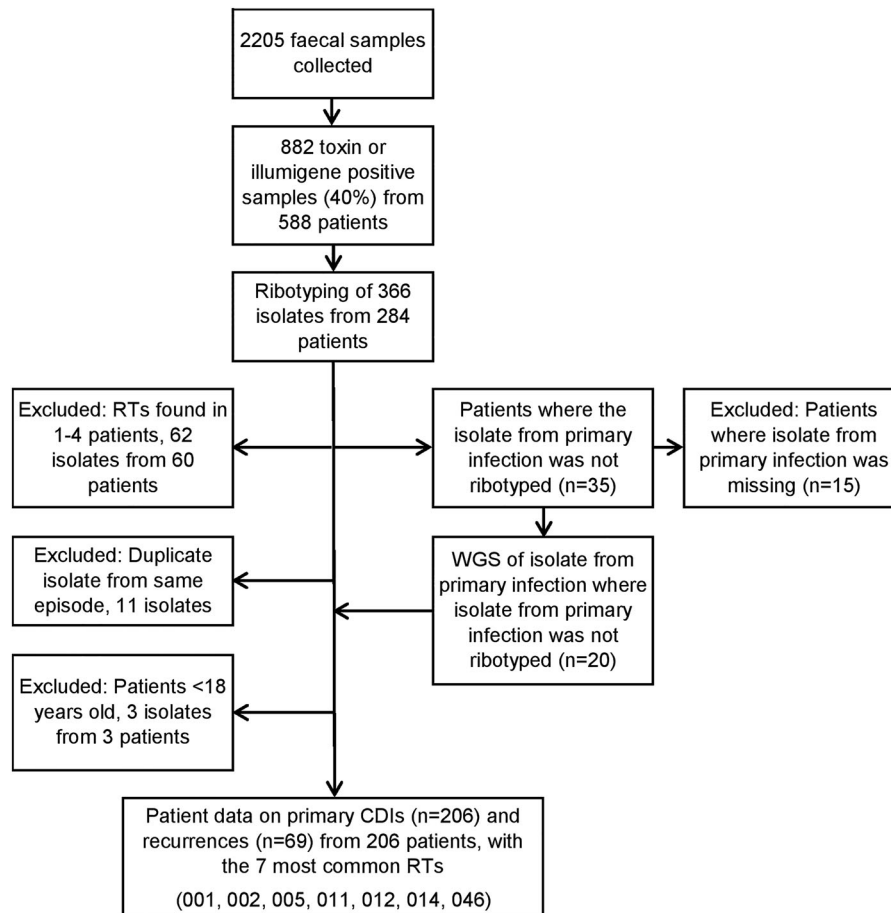 2205 faecal samples
collected
882 toxin or
illumigene positive
samples (40%) from
588 patients
Ribotyping of 366
isolates from 284
patients
Excluded: RTs found in
1-4 patients, 62
isolates from 60
patients
Patients where the
isolate from primary
infection was not
ribotyped (n=35)
Excluded: Patients
where isolate from
primary infection was
missing (n=15)
Excluded: Duplicate
isolate from same
episode, 11 isolates
WGS of isolate from
primary infection where
isolate from primary
infection was not
ribotyped (n=20)
Excluded: Patients <18
years old, 3 isolates
from 3 patients
Patient data on primary CDIs (n=206) and
recurrences (n=69) from 206 patients, with
the 7 most common RTs
(001, 002, 005, 011, 012, 014, 046)